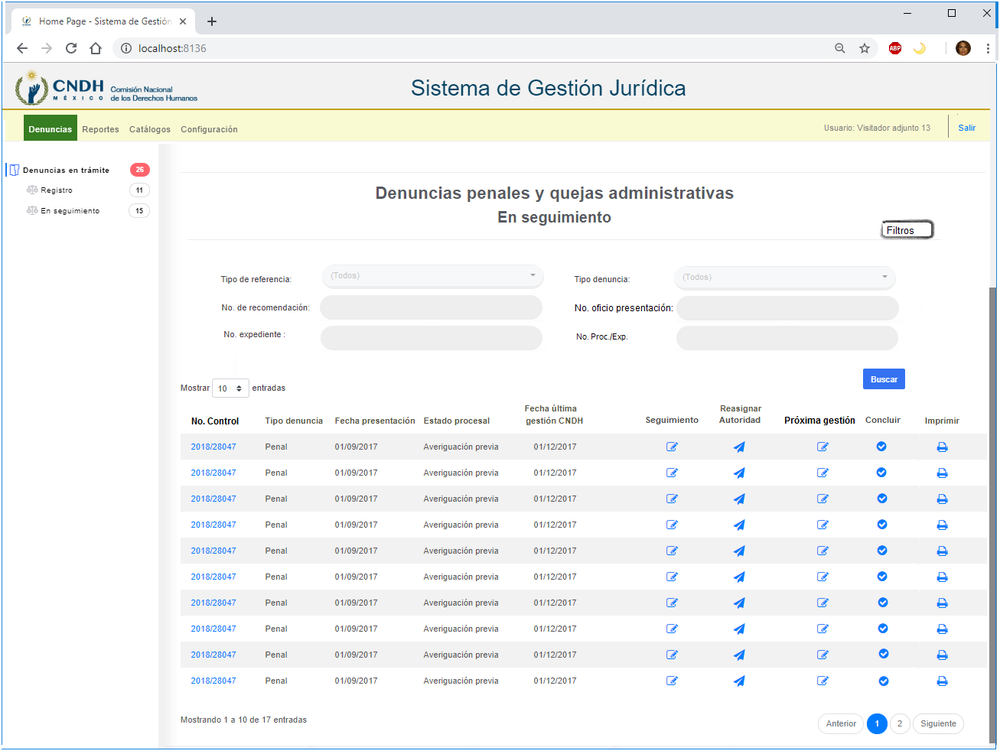 Home Page - Sistema de Gestión
localhost:8136
ABP
CNDH
MÉXICO
Comisión Nacional
de los Derechos Humanos
Sistema de Gestión Jurídica
Denuncias Reportes Catálogos Configuración
Usuario: Visitador adjunto 13
Salir
Denuncias en trámite 26
Registro 11
En seguimiento 15
Denuncias penales y quejas administrativas
En seguimiento
Filtros
Tipo de referencia: (Todos) Tipo denuncia: (Todos)
No. de recomendación: No. oficio presentación:
No. expediente : No. Proc./Exp.
Buscar
Mostrar 10 entradas
No. Control Tipo denuncia Fecha presentación Estado procesal Fecha última gestión CNDH Seguimiento Reasignar Autoridad Próxima gestión Concluir Imprimir
2018/28047 Penal 01/09/2017 Averiguación previa 01/12/2017
2018/28047 Penal 01/09/2017 Averiguación previa 01/12/2017
2018/28047 Penal 01/09/2017 Averiguación previa 01/12/2017
2018/28047 Penal 01/09/2017 Averiguación previa 01/12/2017
2018/28047 Penal 01/09/2017 Averiguación previa 01/12/2017
2018/28047 Penal 01/09/2017 Averiguación previa 01/12/2017
2018/28047 Penal 01/09/2017 Averiguación previa 01/12/2017
2018/28047 Penal 01/09/2017 Averiguación previa 01/12/2017
2018/28047 Penal 01/09/2017 Averiguación previa 01/12/2017
2018/28047 Penal 01/09/2017 Averiguación previa 01/12/2017
Mostrando 1 a 10 de 17 entradas
Anterior 1 2 Siguiente